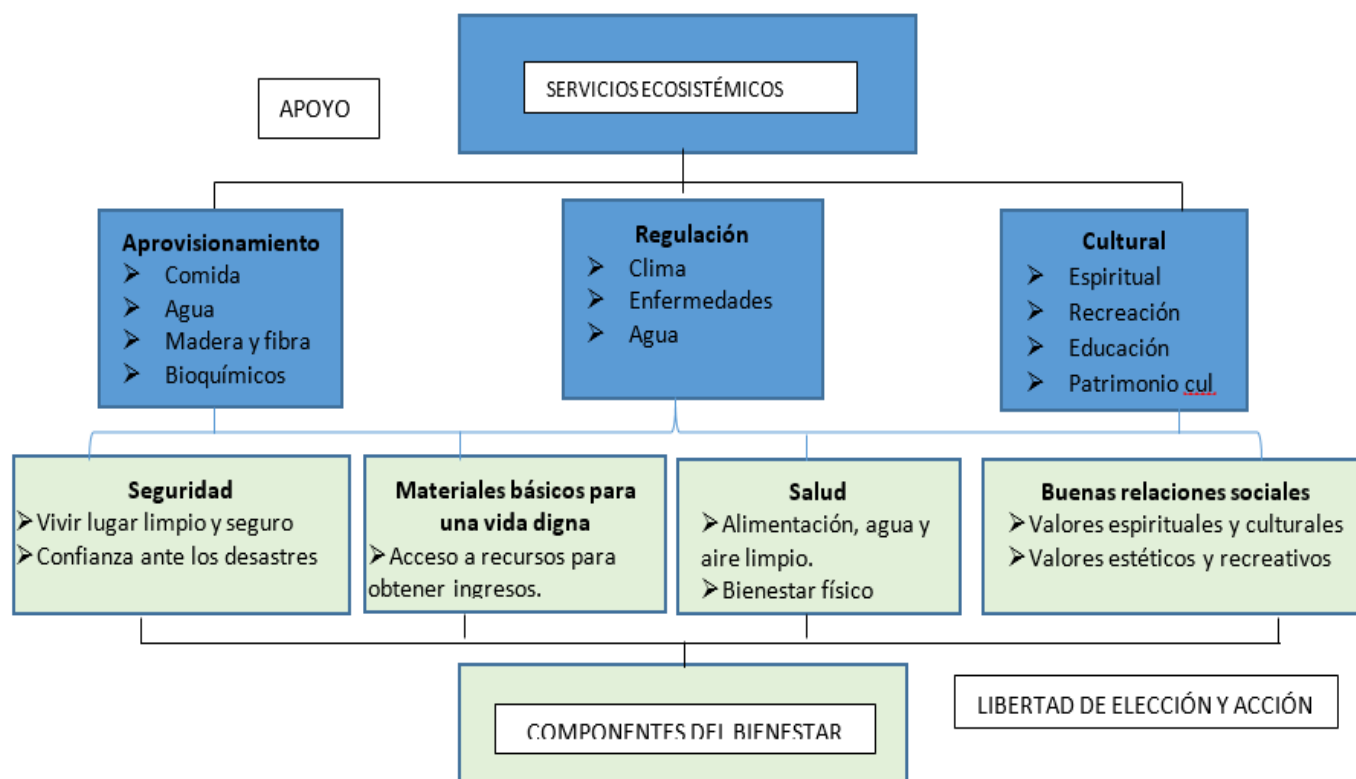 SERVICIOS ECOSISTÉMICOS
APOYO
Aprovisionamiento
➤ Comida
➤ Agua
➤ Madera y fibra
➤ Bioquímicos
Regulación
➤ Clima
➤ Enfermedades
➤ Agua
Cultural
➤ Espiritual
➤ Recreación
➤ Educación
➤ Patrimonio cul
Seguridad
➤Vivir lugar limpio y seguro
➤Confianza ante los desastres
Materiales básicos para
una vida digna
➤Acceso a recursos para
obtener ingresos.
Salud
➤Alimentación, agua y
aire limpio.
➤Bienestar físico
Buenas relaciones sociales
➤Valores espirituales y culturales
➤Valores estéticos y recreativos
LIBERTAD DE ELECCIÓN Y ACCIÓN
COMPONENTES DEL BIENESTAR